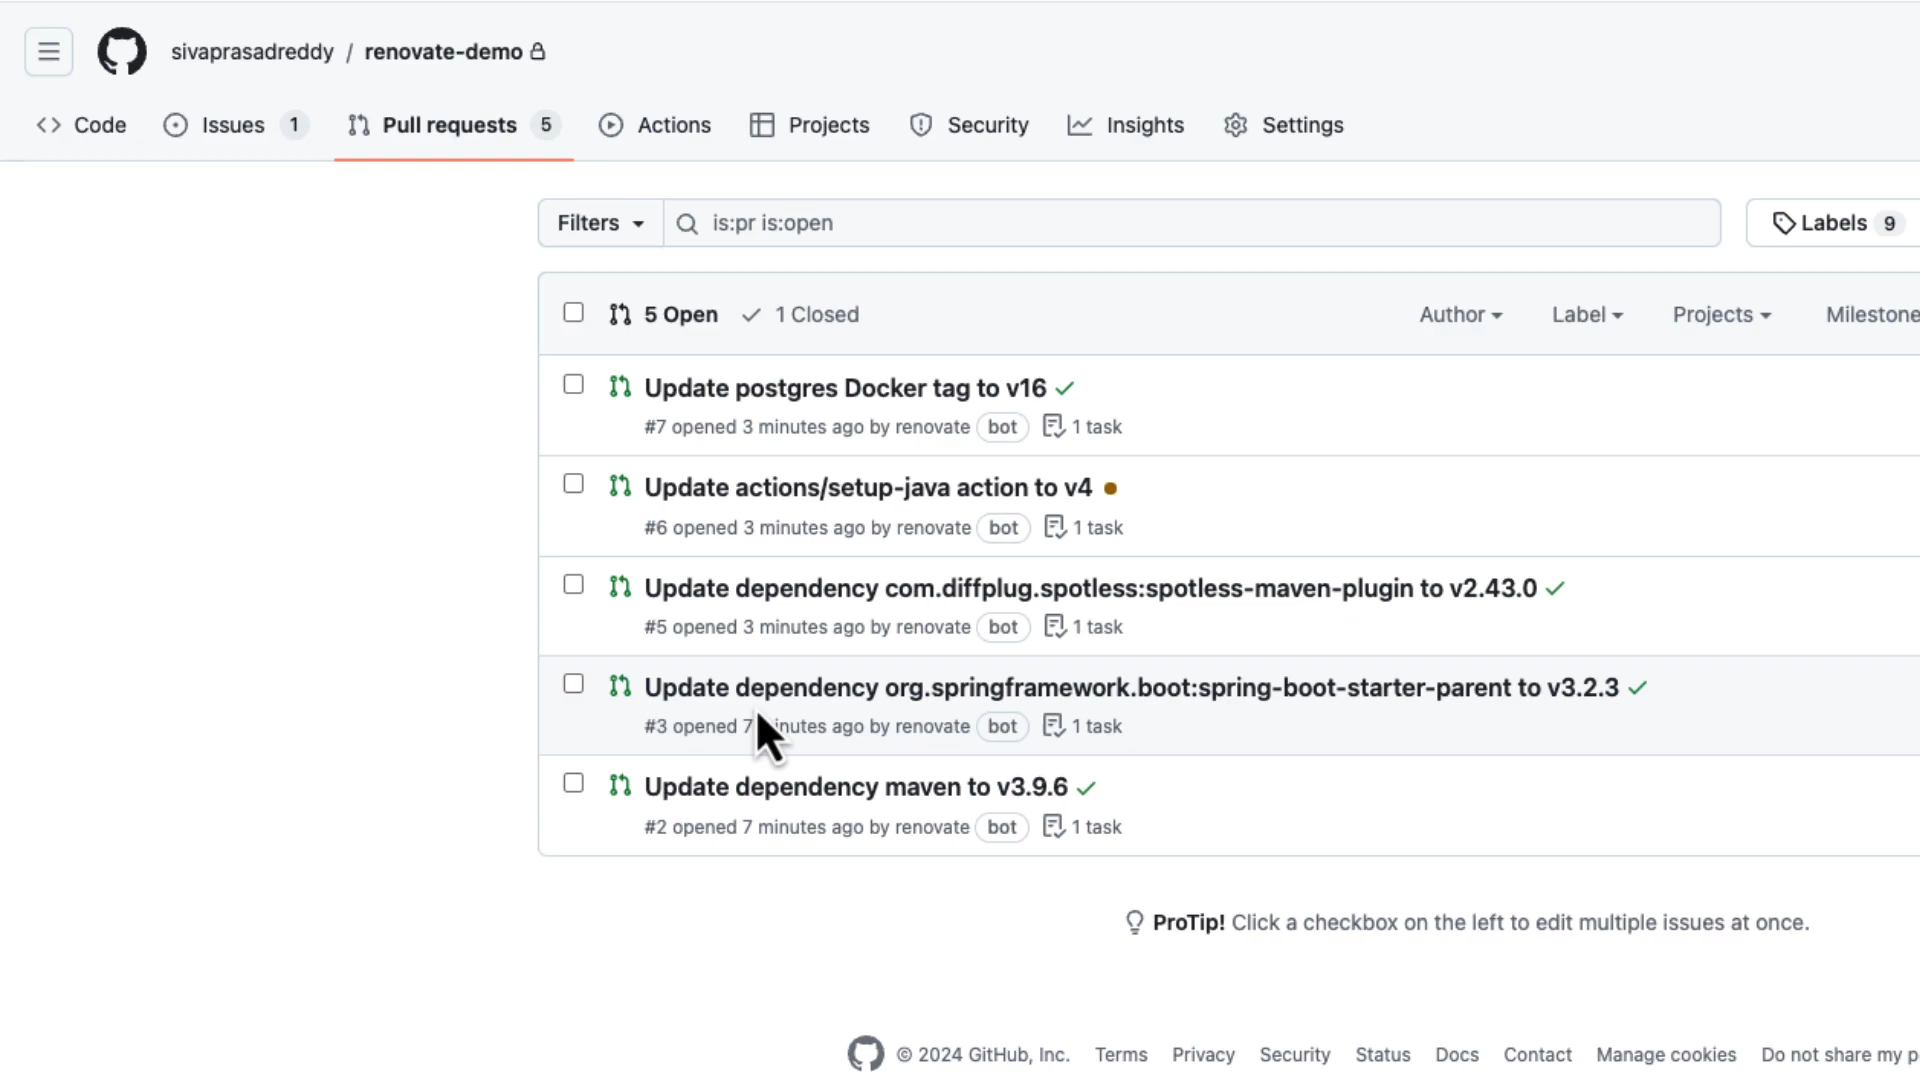 sivaprasadreddy / renovate-demo
Code Issues 1 Pull requests 5 Actions Projects Security Insights Settings
Filters is:pr is:open Labels 9
5 Open 1 Closed Author Label Projects Milestone
Update postgres Docker tag to v16
#7 opened 3 minutes ago by renovate bot 1 task
Update actions/setup-java action to v4
#6 opened 3 minutes ago by renovate bot 1 task
Update dependency com.diffplug.spotless:spotless-maven-plugin to v2.43.0
#5 opened 3 minutes ago by renovate bot 1 task
Update dependency org.springframework.boot:spring-boot-starter-parent to v3.2.3
#3 opened 7 minutes ago by renovate bot 1 task
Update dependency maven to v3.9.6
#2 opened 7 minutes ago by renovate bot 1 task
ProTip! Click a checkbox on the left to edit multiple issues at once.
© 2024 GitHub, Inc. Terms Privacy Security Status Docs Contact Manage cookies Do not share my p